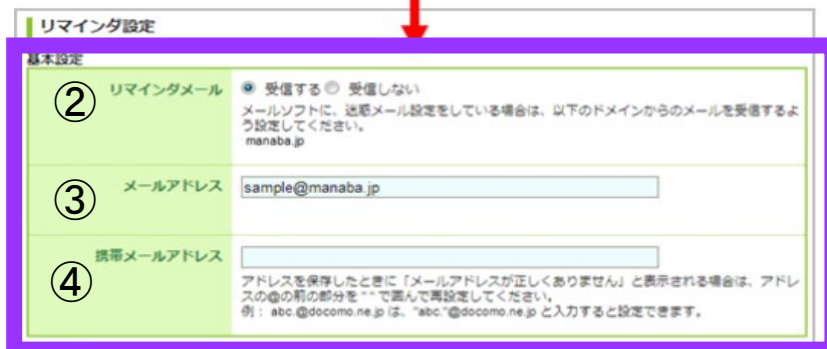 リマインダ設定
基本設定
② リマインダメール ◉ 受信する ○ 受信しない
メールソフトに、迷惑メール設定をしている場合は、以下のドメインからのメールを受信するよ
う設定してください。
manaba.jp
③ メールアドレス sample@manaba.jp
④ 携帯メールアドレス
アドレスを保存したときに「メールアドレスが正しくありません」と表示される場合は、アドレ
スの@の前の部分を" "で囲んで再設定してください。
例： abc.@docomo.ne.jp は、"abc."@docomo.ne.jp と入力すると設定できます。